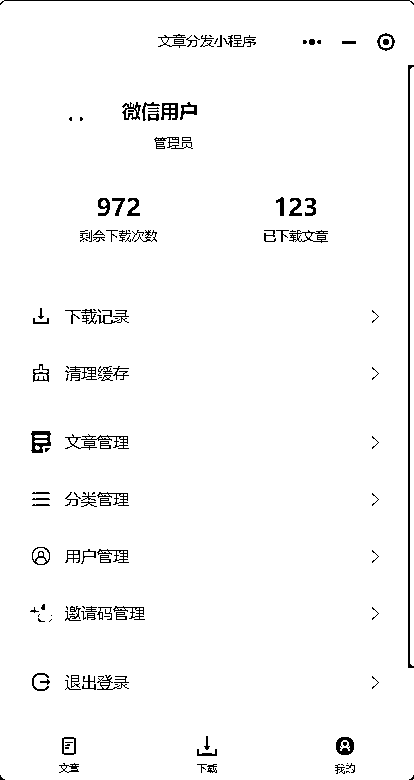 文章分发小程序
微信用户
管理员
972
123
剩余下载次数
已下载文章
下载记录
清理缓存
文章管理
分类管理
用户管理
邀请码管理
退出登录
文章
下载
我的